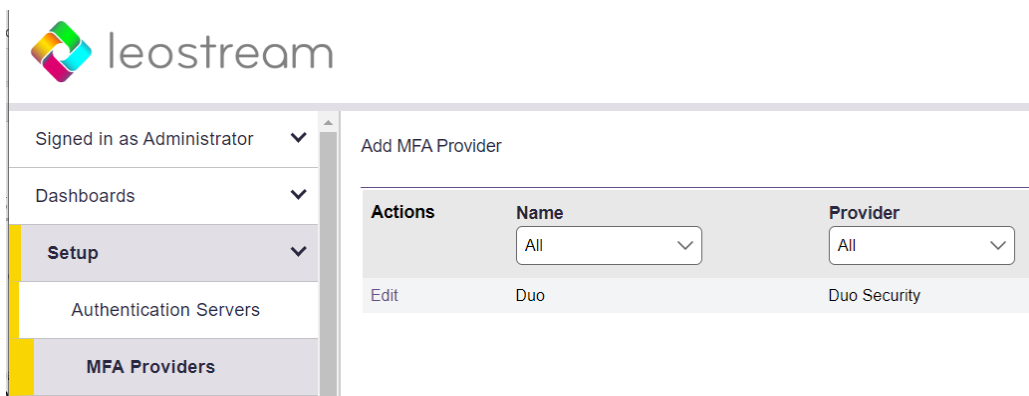 leostream
Signed in as Administrator
Dashboards
Setup
Authentication Servers
MFA Providers
Add MFA Provider
Actions Name Provider
All All
Edit Duo Duo Security